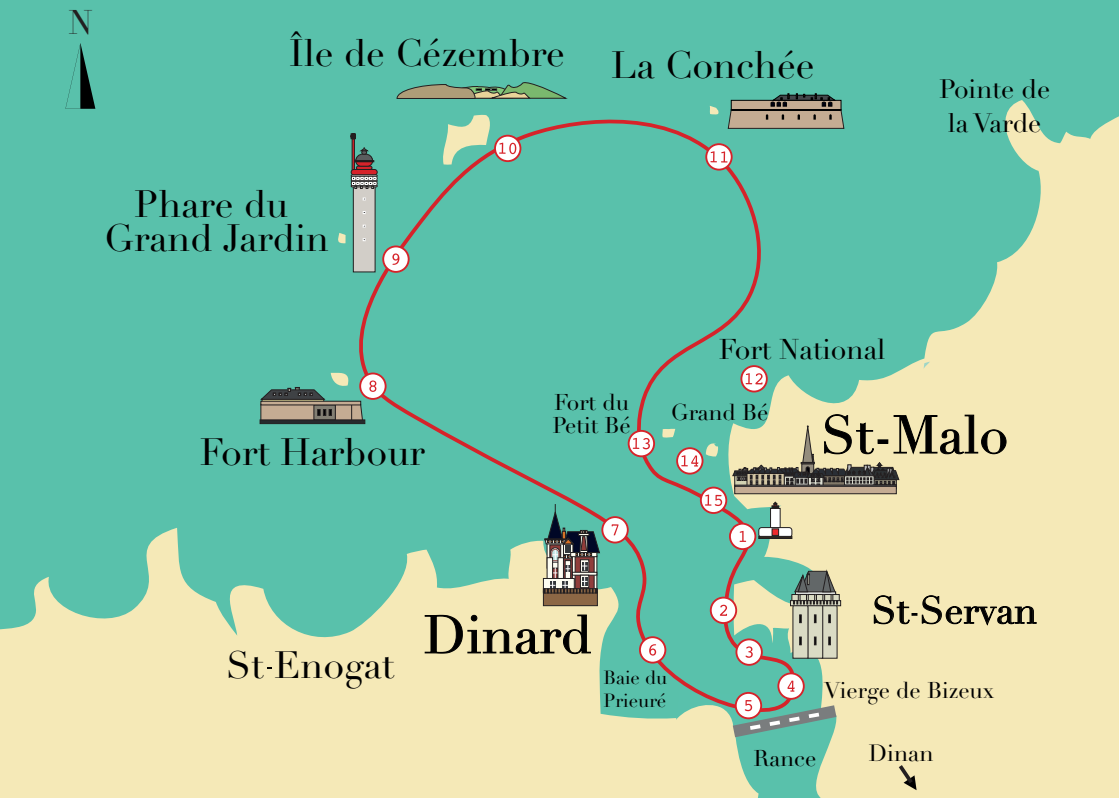 N
Île de Cézembre
La Conchée
Pointe de
la Varde
10
11
Phare du
Grand Jardin
9
Fort National
12
8
Fort du
Petit Bé
Grand Bé
13
14
St-Malo
Fort Harbour
15
7
1
2
St-Servan
Dinard
3
6
St-Enogat
Baie du
Prieuré
4
Vierge de Bizeux
5
Rance
Dinan